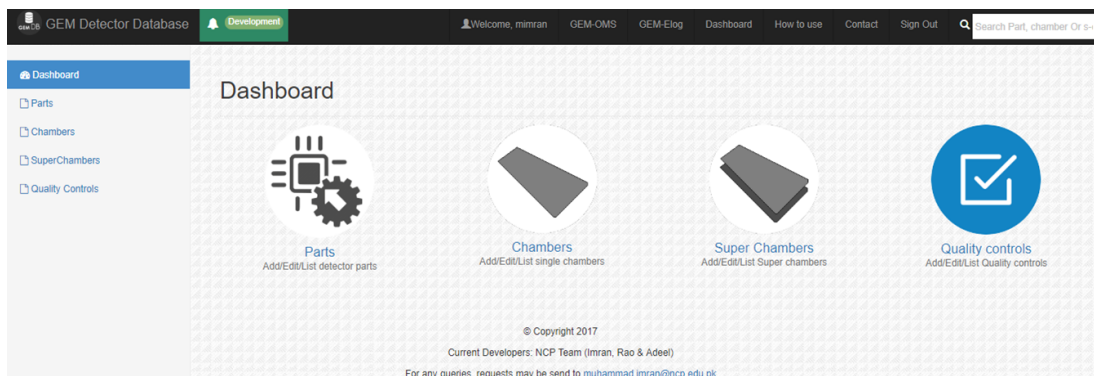 GEM DB GEM Detector Database Development Welcome, mimran GEM-OMS GEM-Elog Dashboard How to use Contact Sign Out Search Part, chamber Or s
Dashboard
Parts
Chambers
SuperChambers
Quality Controls
Dashboard
Parts
Add/Edit/List detector parts
Chambers
Add/Edit/List single chambers
Super Chambers
Add/Edit/List Super chambers
Quality controls
Add/Edit/List Quality controls
© Copyright 2017
Current Developers: NCP Team (Imran, Rao & Adeel)
For any queries, requests may be send to muhammad.imran@ncp.edu.pk